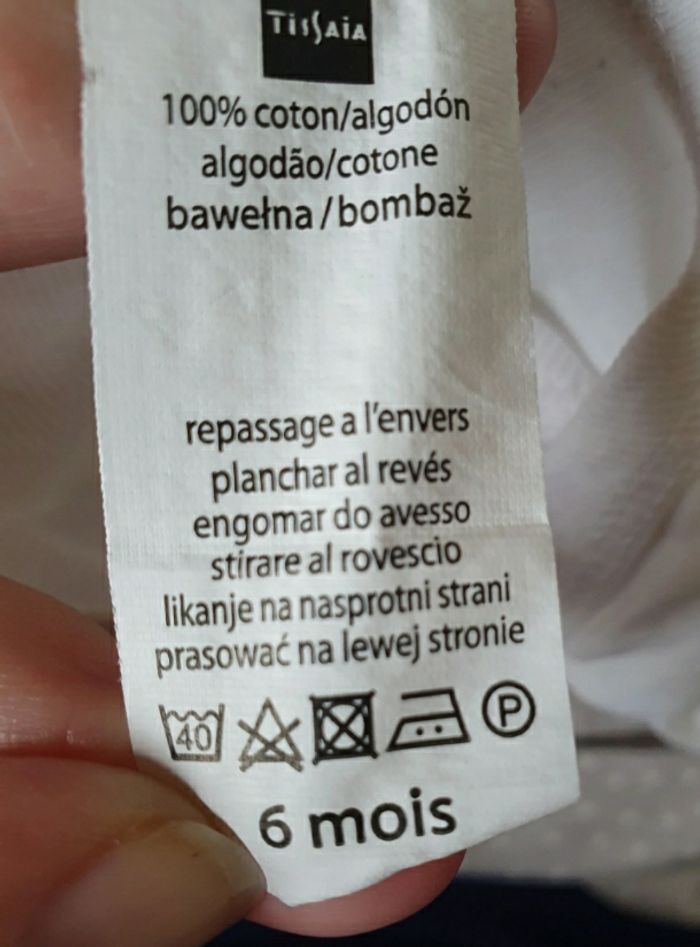 TISSAIA
100% coton/algodón
algodão/cotone
bawełna/bombaž
repassage a l'envers
planchar al revés
engomar do avesso
stirare al rovescio
likanje na nasprotni strani
prasować na lewej stronie
40 P
6 mois